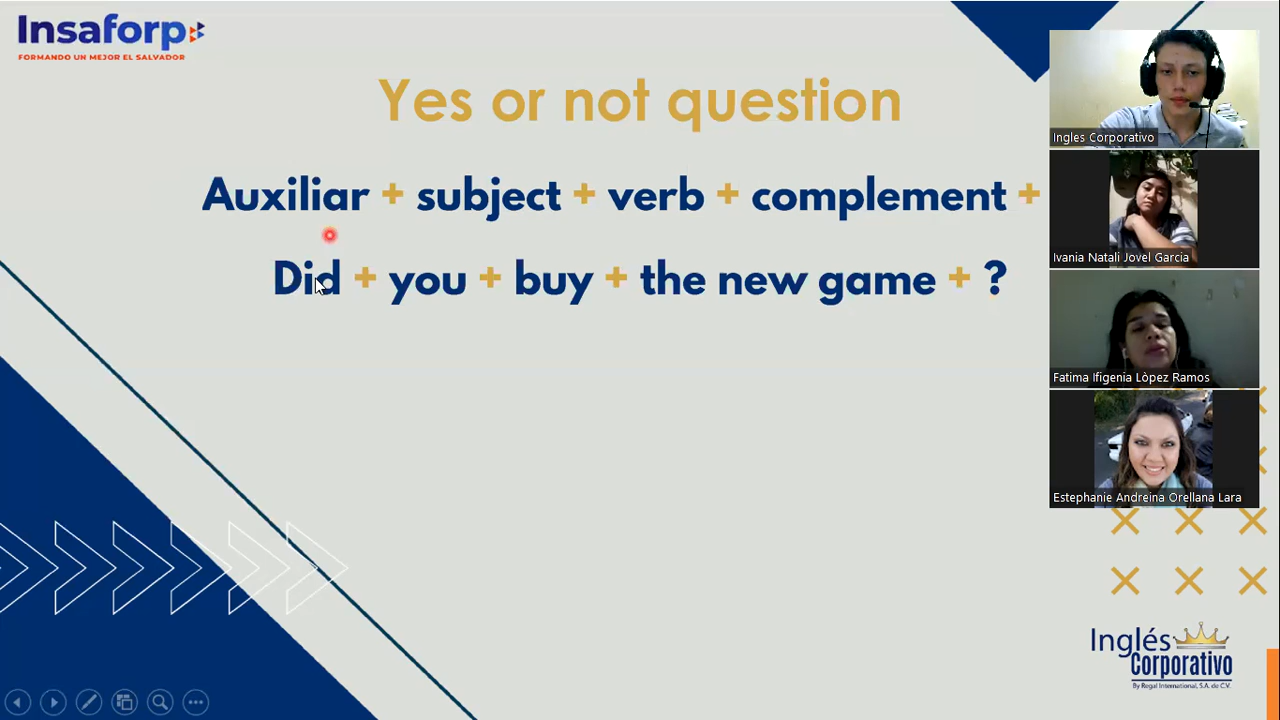 Insaforp
FORMANDO UN MEJOR EL SALVADOR
Yes or not question
Auxiliar + subject + verb + complement +
Did + you + buy + the new game + ?
Ingles Corporativo
Ivania Natali Jovel Garcia
Fatima Ifigenia Lòpez Ramos
Estephanie Andreina Orellana Lara
Inglés
Corporativo
By Regal International, S.A. de C.V.